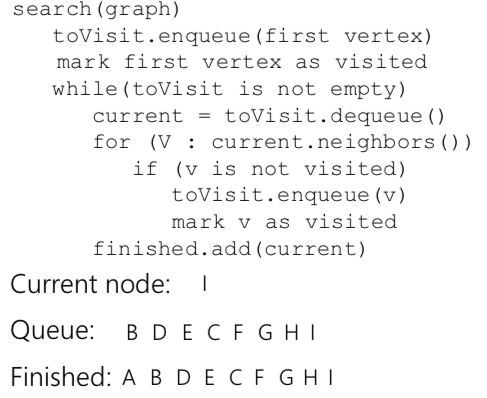 search(graph)
toVisit.enqueue(first vertex)
mark first vertex as visited
while(toVisit is not empty)
current = toVisit.dequeue()
for (V : current.neighbors())
if (v is not visited)
toVisit.enqueue(v)
mark v as visited
finished.add(current)
Current node: I
Queue: B D E C F G H I
Finished: A B D E C F G H I